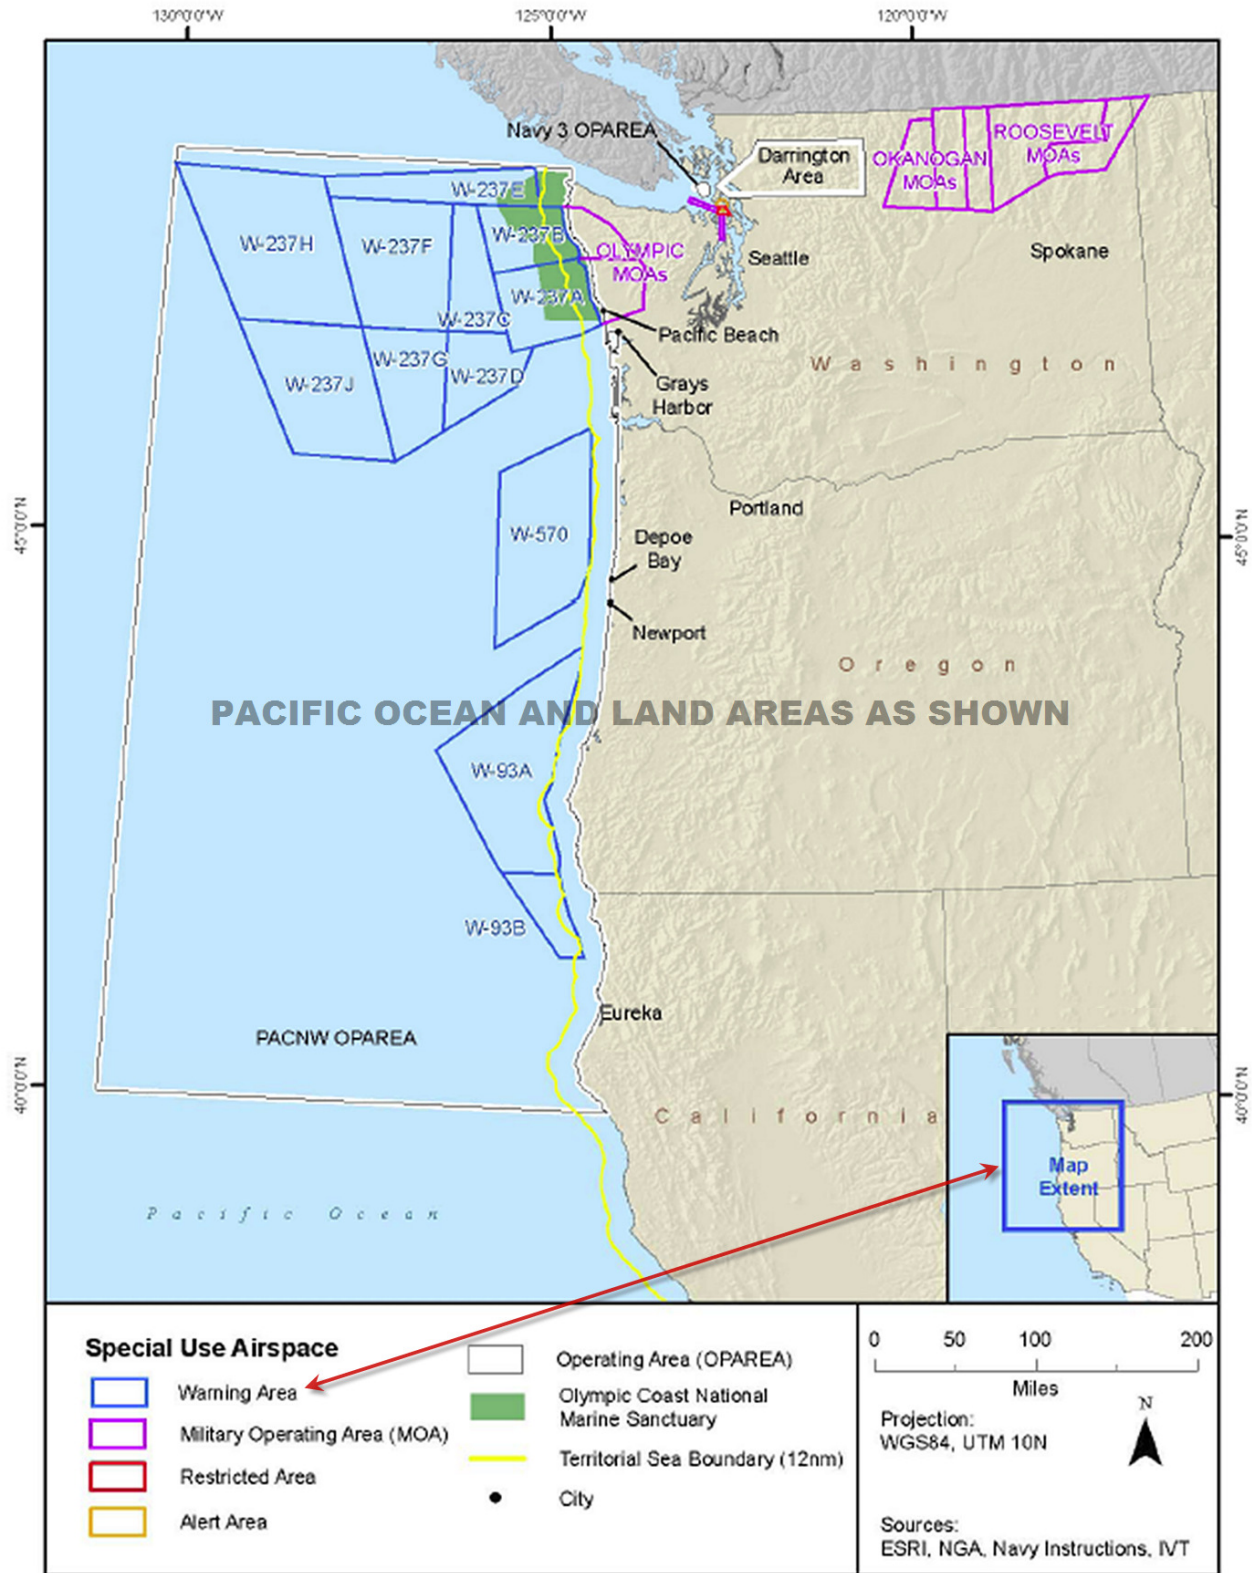 130°0'0"W
125°0'0"W
120°0'0"W
Navy 3 OPAREA
Darrington
Area
OKANOGAN
MOAs
ROOSEVELT
MOAs
W-237E
W-237H
W-237F
W-237B
OLYMPIC
MOAs
Seattle
Spokane
W-237A
W-237C
Pacific Beach
W-237G
W-237D
W-237J
Grays
Harbor
Washington
45°0'0"N
45°0'0"N
Portland
W-570
Depoe
Bay
Newport
Oregon
PACIFIC OCEAN AND LAND AREAS AS SHOWN
W-93A
W-93B
Eureka
PACNW OPAREA
40°0'0"N
40°0'0"N
California
Map
Extent
Pacific Ocean
Special Use Airspace
Warning Area
Military Operating Area (MOA)
Restricted Area
Alert Area
Operating Area (OPAREA)
Olympic Coast National
Marine Sanctuary
Territorial Sea Boundary (12nm)
City
0 50 100 200
Miles
N
Projection:
WGS84, UTM 10N
Sources:
ESRI, NGA, Navy Instructions, IVT